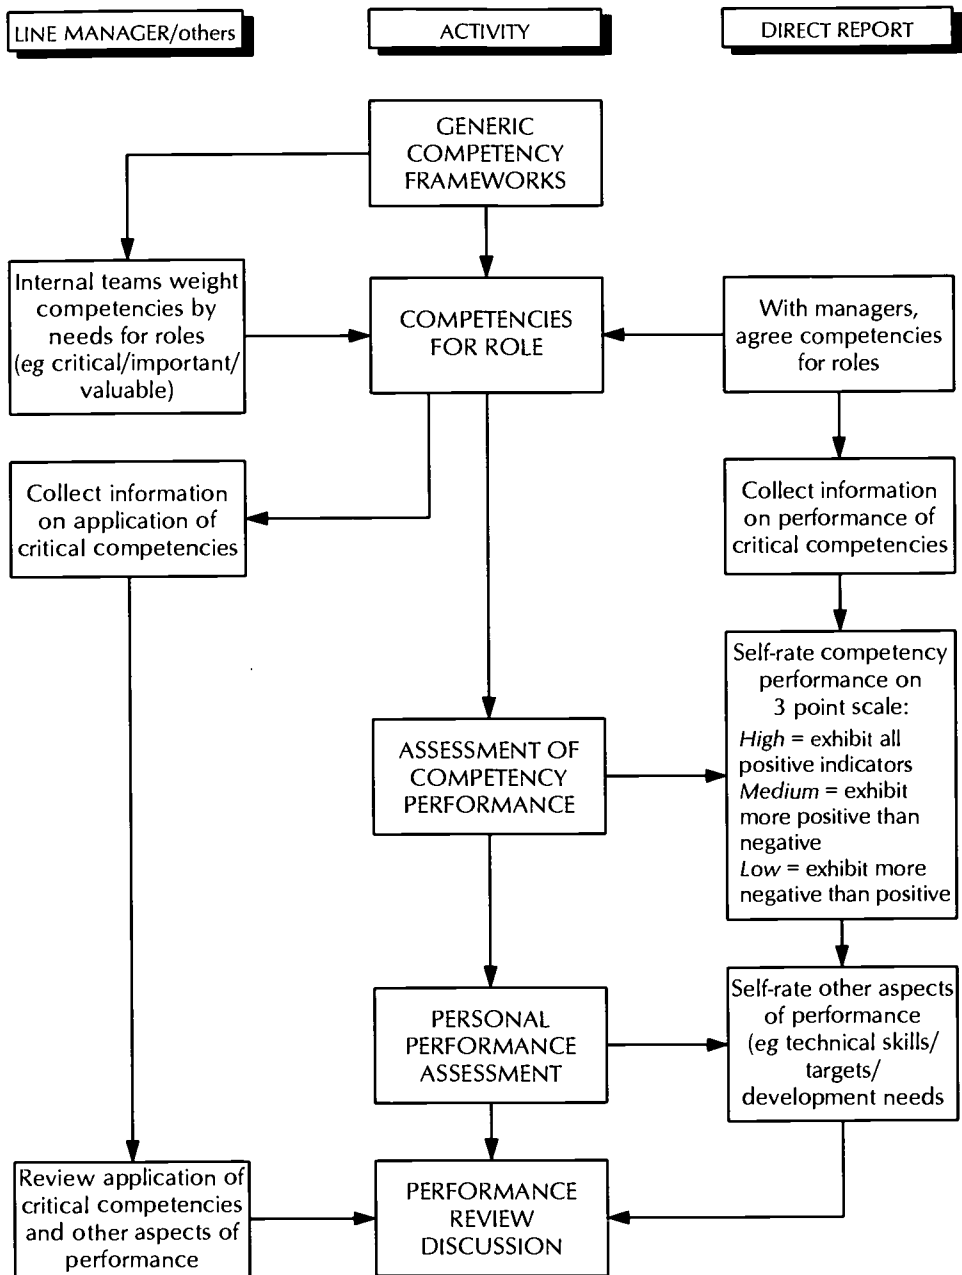 LINE MANAGER/others
ACTIVITY
DIRECT REPORT
GENERIC
COMPETENCY
FRAMEWORKS
Internal teams weight
competencies by
needs for roles
(eg critical/important/
valuable)
COMPETENCIES
FOR ROLE
With managers,
agree competencies
for roles
Collect information
on application of
critical competencies
Collect information
on performance of
critical competencies
Self-rate competency
performance on
3 point scale:
High = exhibit all
positive indicators
Medium = exhibit
more positive than
negative
Low = exhibit more
negative than positive
ASSESSMENT OF
COMPETENCY
PERFORMANCE
PERSONAL
PERFORMANCE
ASSESSMENT
Self-rate other aspects
of performance
(eg technical skills/
targets/
development needs
Review application of
critical competencies
and other aspects of
performance
PERFORMANCE
REVIEW
DISCUSSION